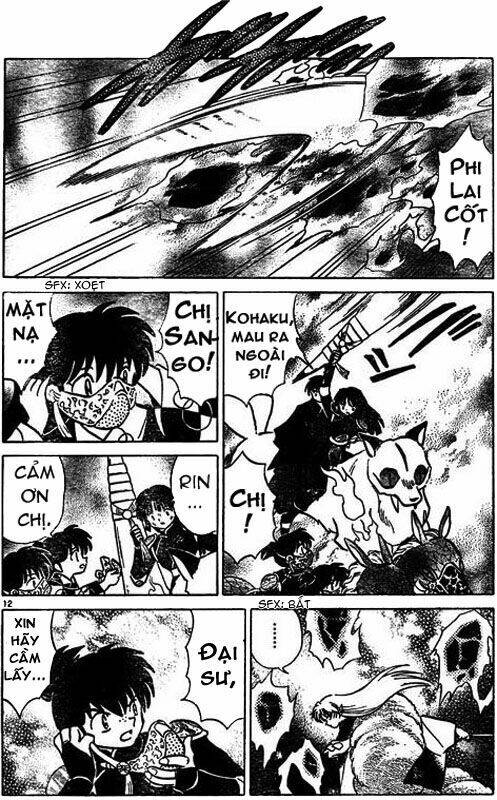 PHI
LAI
CỐT
!
SFX: XOẸT
KOHAKU,
MAU RA
NGOÀI
ĐI!
CHỊ
!
CHỊ
SAN-
GO!
MẶT
NẠ
...
SFX: BẮT
RIN
...
CẢM
ƠN
CHỊ.
12
........
ĐẠI
SƯ,
XIN
HÃY
CẦM
LẤY...